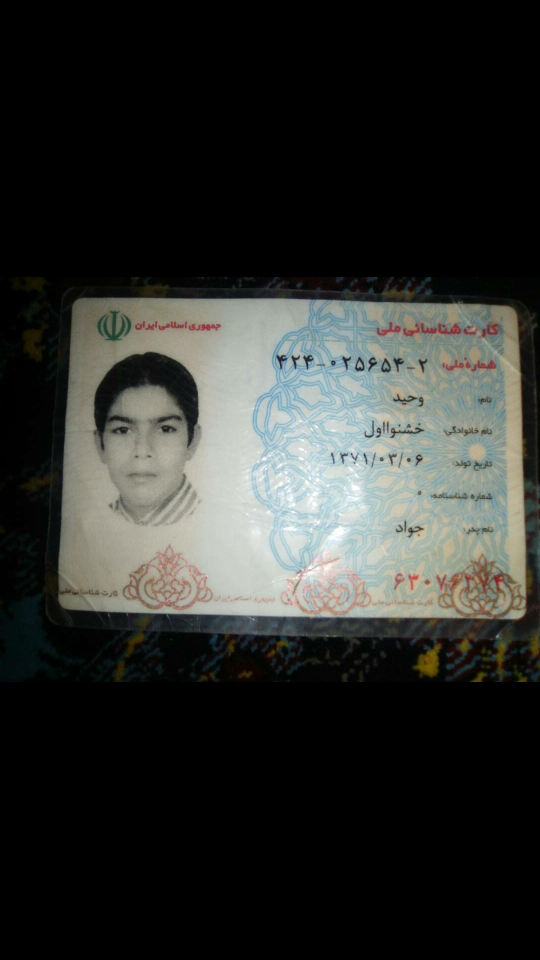 جمهوری اسلامی ایران
کارت شناسائی ملی
شماره ملی: ۴۲۴-۰۲۵۶۵۴-۲
نام: وحید
نام خانوادگی: خشنوااول
تاریخ تولد: ۱۳۷۱/۰۳/۰۶
شماره شناسنامه: ۰
نام پدر: جواد
کارت شناسائی ملی جمهوری اسلامی ایران کارت شناسائی ملی